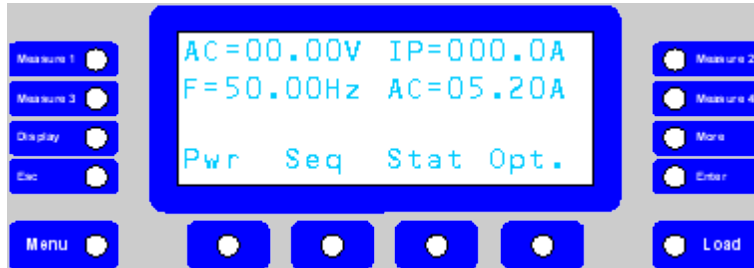 AC=00.00V IP=000.0A
F=50.00Hz AC=05.20A
Pwr Seq Stat Opt.
Measure 1
Measure 3
Display
Esc
Menu
Measure 2
Measure 4
More
Enter
Load